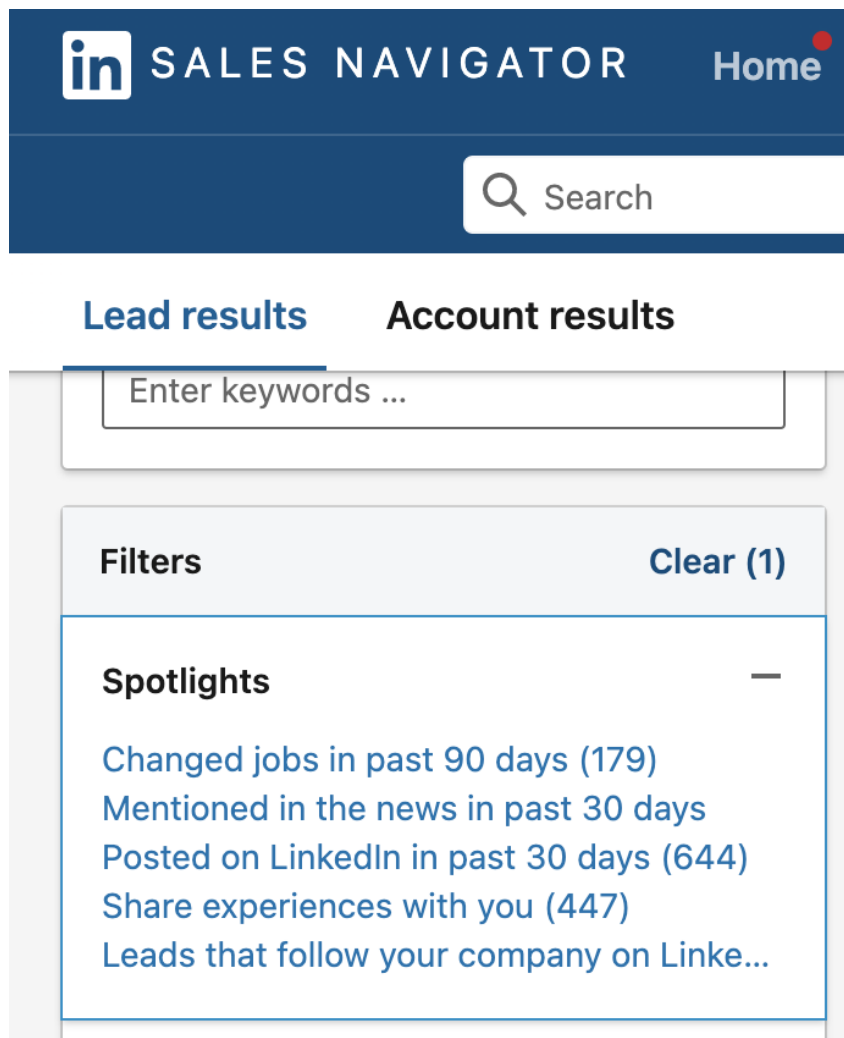 in SALES NAVIGATOR Home
Search
Lead results Account results
Enter keywords ...
Filters Clear (1)
Spotlights
Changed jobs in past 90 days (179)
Mentioned in the news in past 30 days
Posted on LinkedIn in past 30 days (644)
Share experiences with you (447)
Leads that follow your company on Linke...